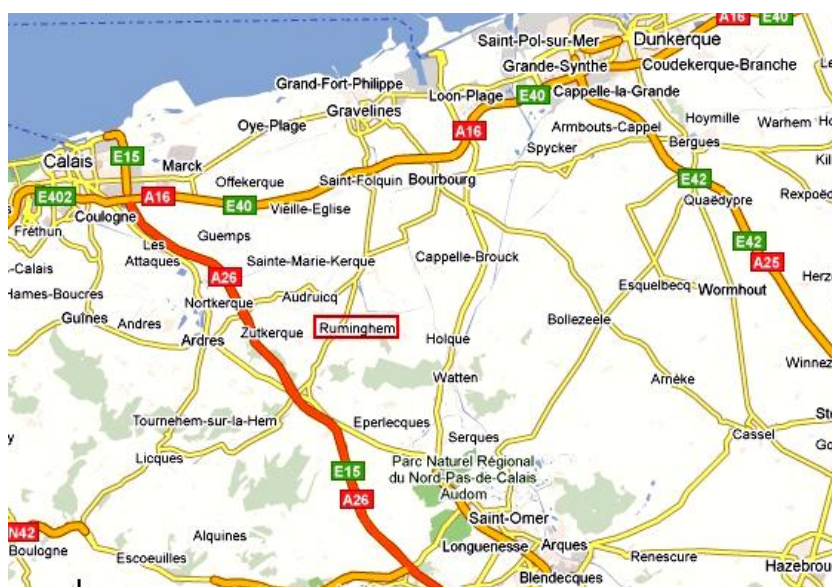 A16 E40
Saint-Pol-sur-Mer Dunkerque
Grande-Synthe Coudekerque-Branche
Grand-Fort-Philippe Loon-Plage E40 Cappelle-la-Grande
Gravelines
Hoymille Warhem
Oye-Plage A16 Armbouts-Cappel
Bergues
E15 Spycker
Calais Marck
Offekerque Saint-Folquin Bourbourg E42
E402 A16 E40 Vieille-Eglise Quaëdypre
Coulogne
Fréthun Guemps
Les Attaques
Sainte-Marie-Kerque Cappelle-Brouck
E42
A25
-Calais A26
Esquelbecq Wormhout
Hames-Boucres Nortkerque Audruicq
Guînes Andres Zutkerque Ruminghem Bollezeele
Ardres Holque
Watten Arnèke
Tournehem-sur-la-Hem Eperlecques
Serques Cassel
Licques
E15
A26
Parc Naturel Régional
du Nord-Pas-de-Calais
Audom
Saint-Omer
N42
Boulogne Alquines
Escoeuilles Longuenesse Arques Renescure
Blendecques Hazebrou